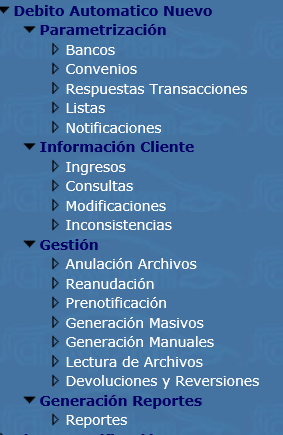 Debito Automatico Nuevo
Parametrización
Bancos
Convenios
Respuestas Transacciones
Listas
Notificaciones
Información Cliente
Ingresos
Consultas
Modificaciones
Inconsistencias
Gestión
Anulación Archivos
Reanudación
Prenotificación
Generación Masivos
Generación Manuales
Lectura de Archivos
Devoluciones y Reversiones
Generación Reportes
Reportes